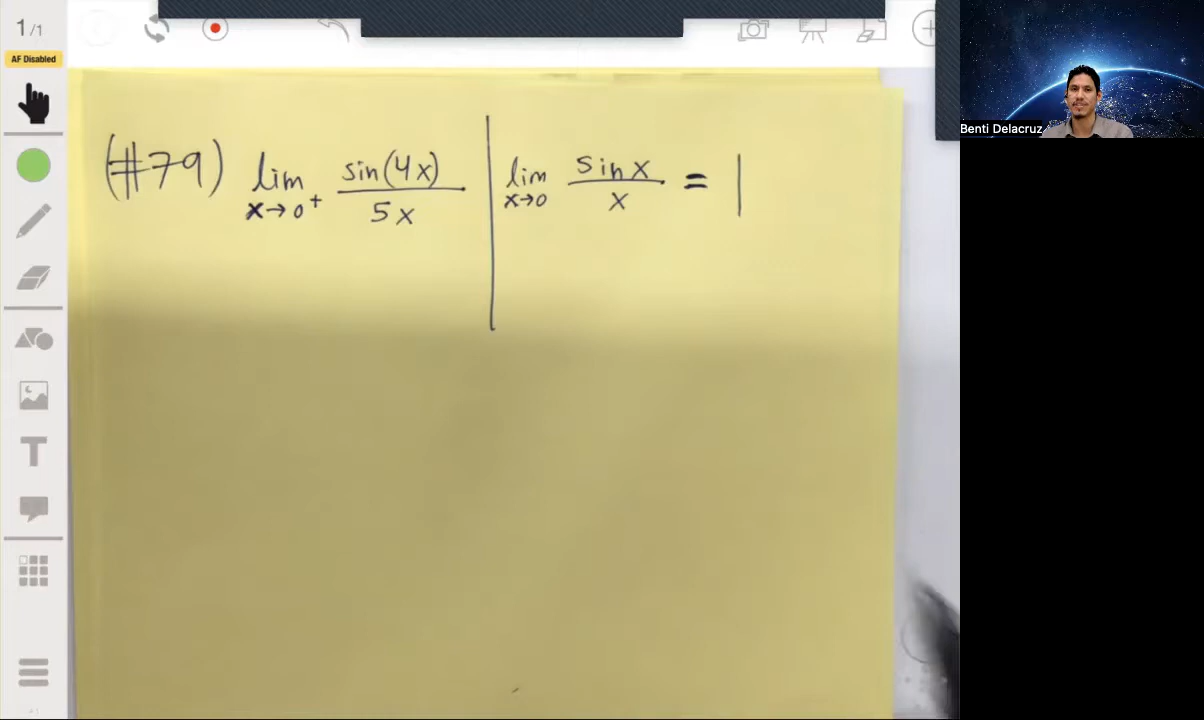 1/1
AF Disabled
(#79) lim x→0⁺ sin(4x)/5x | lim x→0 sin x/x = 1
T
Benti Delacruz